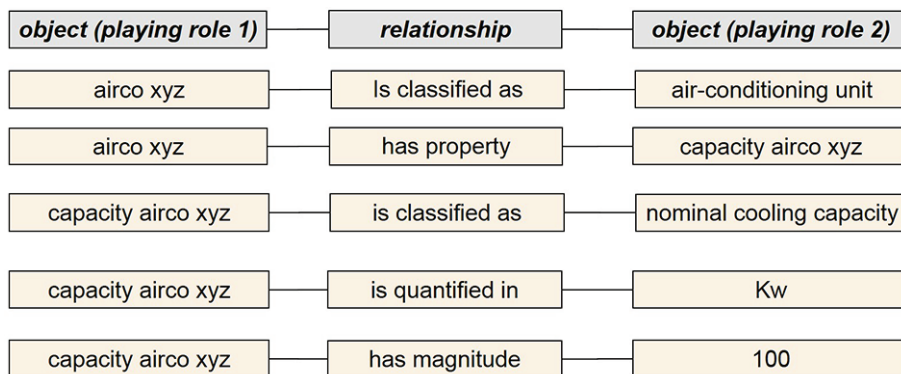 object (playing role 1) relationship object (playing role 2)
airco xyz Is classified as air-conditioning unit
airco xyz has property capacity airco xyz
capacity airco xyz is classified as nominal cooling capacity
capacity airco xyz is quantified in Kw
capacity airco xyz has magnitude 100